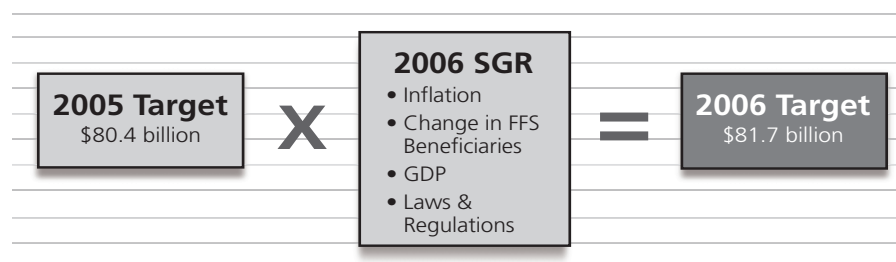 2005 Target
$80.4 billion
X
2006 SGR
• Inflation
• Change in FFS
Beneficiaries
• GDP
• Laws &
Regulations
=
2006 Target
$81.7 billion